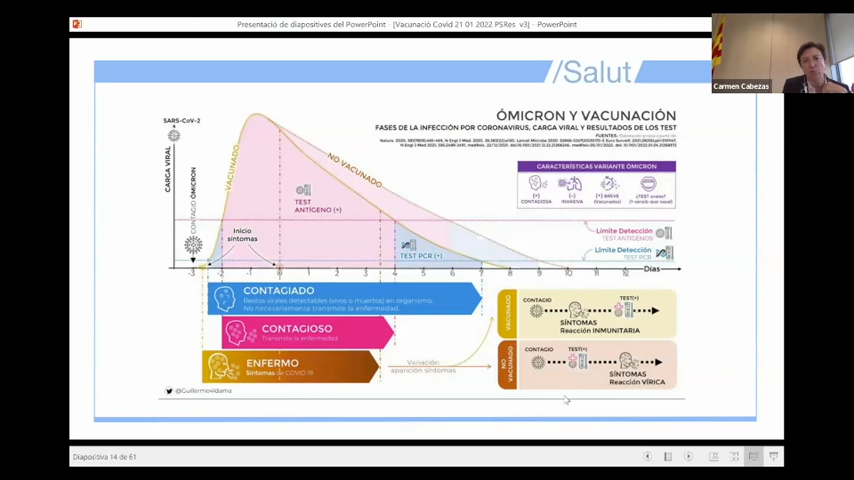 Presentació de diapositives del PowerPoint - [Vacunació Covid 21 01 2022 PSRes v3] - PowerPoint
Carmen Cabezas
/Salut
ÓMICRON Y VACUNACIÓN
FASES DE LA INFECCIÓN POR CORONAVIRUS, CARGA VIRAL Y RESULTADOS DE LOS TEST
SARS-CoV-2
CARGA VIRAL
CONTAGIO ÓMICRON
VACUNADO
NO VACUNADO
CARACTERÍSTICAS VARIANTE ÓMICRON
(+)
CONTAGIOSA
(-)
INVASIVA
(+) BREVE
(Vacunados)
¿TEST orales?
TEST
ANTÍGENO (+)
Inicio
síntomas
TEST PCR (+)
Límite Detección
TEST ANTÍGENOS
Límite Detección
TEST PCR
-3 -2 -1 0 1 2 3 4 5 6 7 8 9 10 11 12 Días
CONTAGIADO
Restos virales detectables (vivos o muertos) en organismo.
No necesariamente transmite la enfermedad.
CONTAGIOSO
Transmite la enfermedad
ENFERMO
Síntomas de COVID 19
Variación
aparición síntomas
VACUNADO
CONTAGIO
TEST(+)
SÍNTOMAS
Reacción INMUNITARIA
NO
VACUNADO
CONTAGIO
TEST(+)
SÍNTOMAS
Reacción VÍRICA
@Guillermo4ldama
Diapositiva 14 de 61